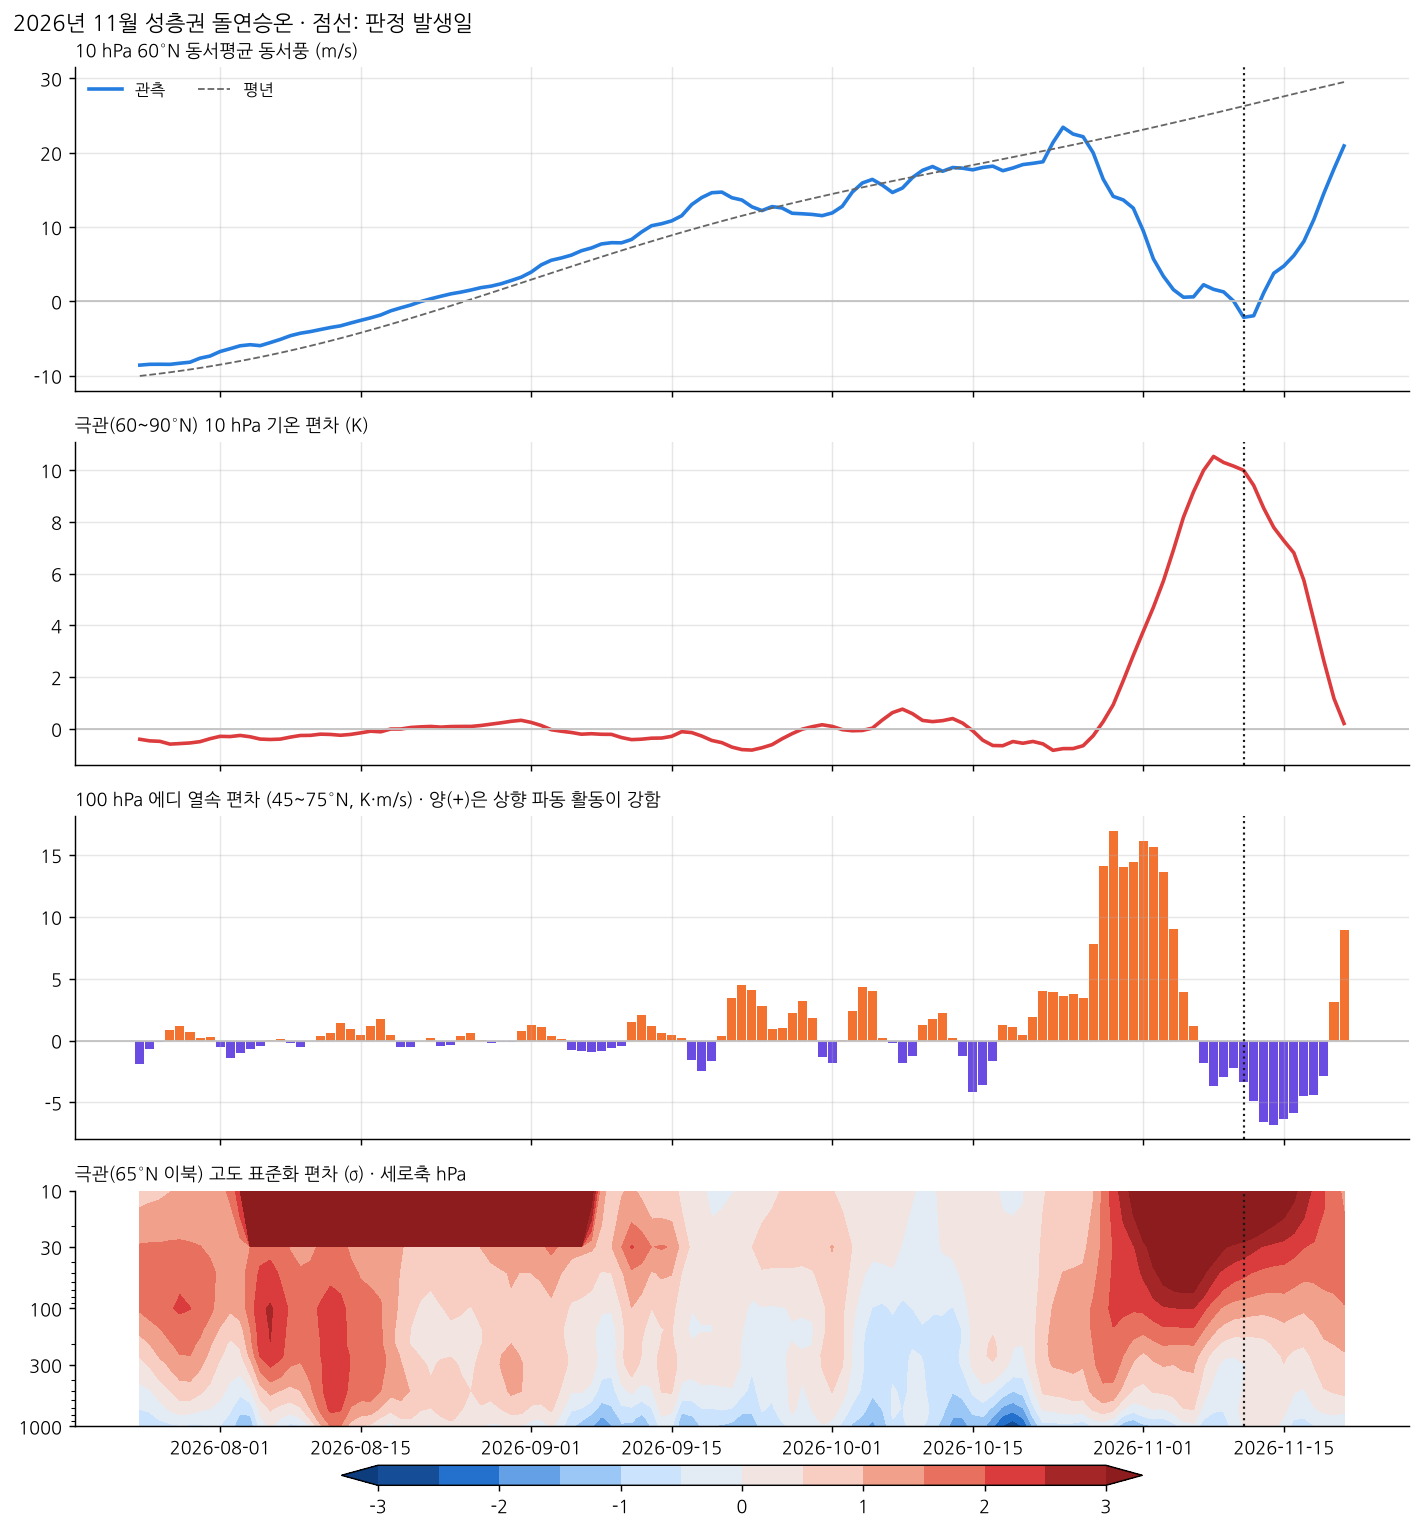 2026년 11월 성층권 돌연승온 · 점선: 판정 발생일
10 hPa 60°N 동서평균 동서풍 (m/s)
관측
평년
30
20
10
0
-10
극관(60~90°N) 10 hPa 기온 편차 (K)
10
8
6
4
2
0
100 hPa 에디 열속 편차 (45~75°N, K·m/s) · 양(+)은 상향 파동 활동이 강함
15
10
5
0
-5
극관(65°N 이북) 고도 표준화 편차 (σ) · 세로축 hPa
10
30
100
300
1000
2026-08-01 2026-08-15 2026-09-01 2026-09-15 2026-10-01 2026-10-15 2026-11-01 2026-11-15
-3 -2 -1 0 1 2 3